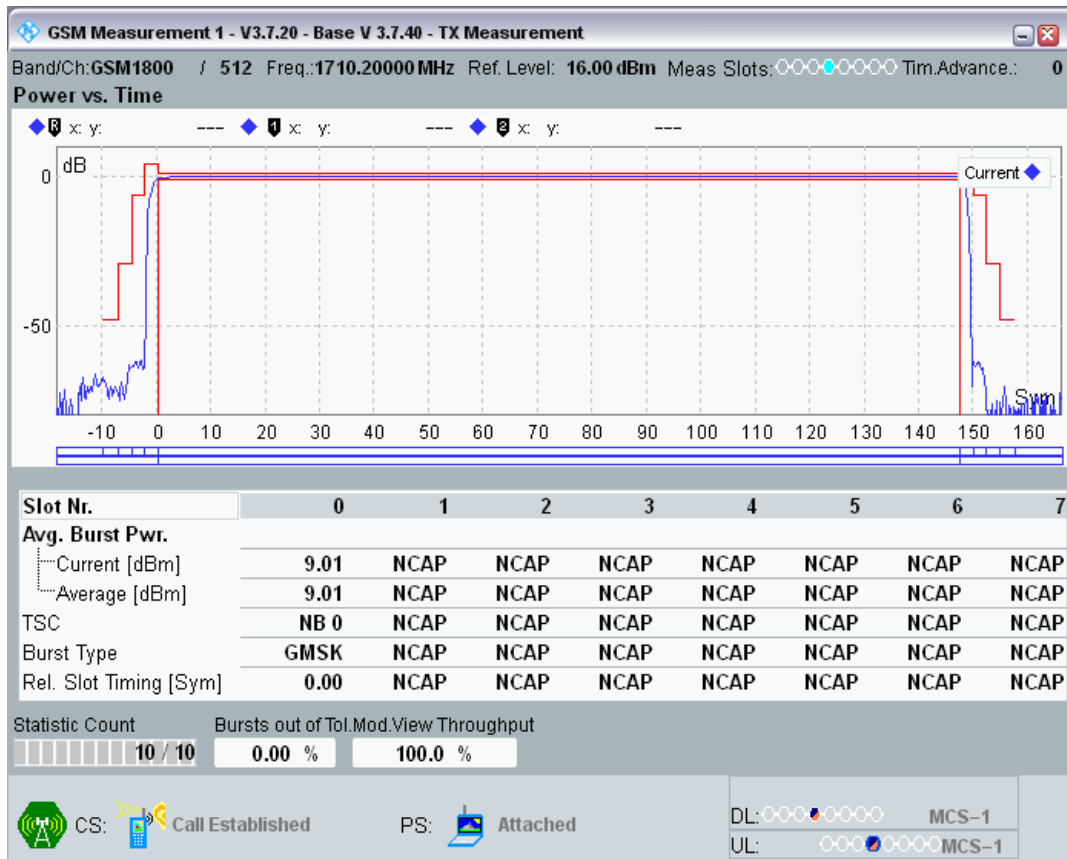 GSM Measurement 1 - V3.7.20 - Base V 3.7.40 - TX Measurement
Band/Ch:GSM1800 / 512 Freq.:1710.20000 MHz Ref. Level: 16.00 dBm Meas Slots: Tim.Advance.: 0
Power vs. Time
R x: y: --- 1 x: y: --- 2 x: y: ---
dB
Current
0
-50
Sym
-10 0 10 20 30 40 50 60 70 80 90 100 110 120 130 140 150 160
Slot Nr. 0 1 2 3 4 5 6 7
Avg. Burst Pwr.
Current [dBm] 9.01 NCAP NCAP NCAP NCAP NCAP NCAP NCAP
Average [dBm] 9.01 NCAP NCAP NCAP NCAP NCAP NCAP NCAP
TSC NB 0 NCAP NCAP NCAP NCAP NCAP NCAP NCAP
Burst Type GMSK NCAP NCAP NCAP NCAP NCAP NCAP NCAP
Rel. Slot Timing [Sym] 0.00 NCAP NCAP NCAP NCAP NCAP NCAP NCAP
Statistic Count Bursts out of Tol. Mod.View Throughput
10 / 10 0.00 % 100.0 %
CS: Call Established PS: Attached
DL: MCS-1
UL: MCS-1